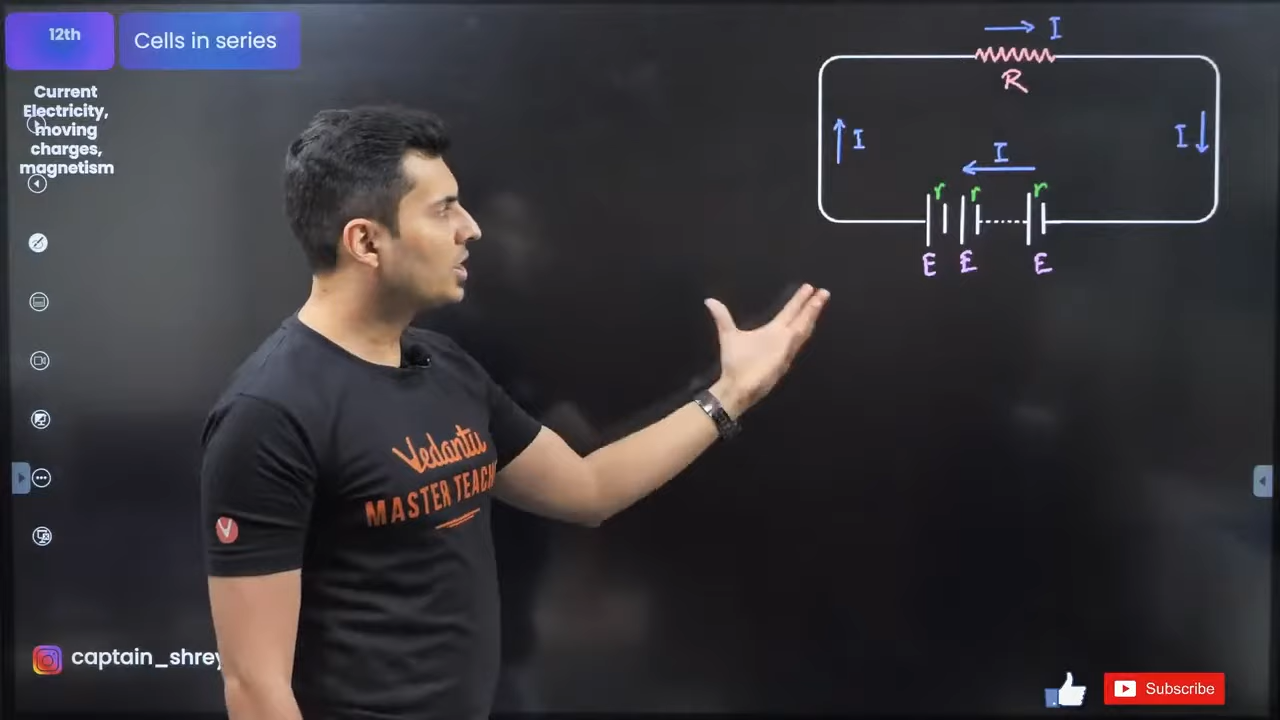 12th
Cells in series
Current
Electricity,
moving
charges,
magnetism
I
R
I
I
I
r r r
E E E
Vedantu
MASTER TEACH
V
captain_shrey
Subscribe